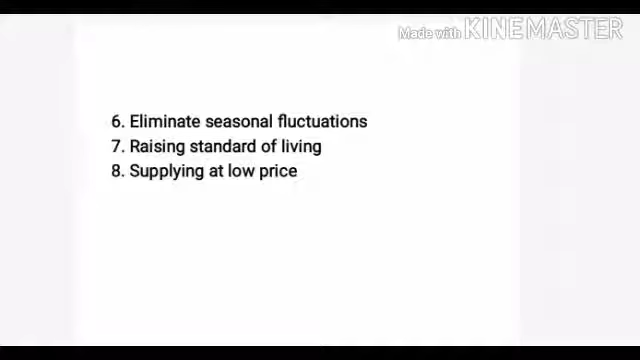 Made with KINEMASTER
6. Eliminate seasonal fluctuations
7. Raising standard of living
8. Supplying at low price